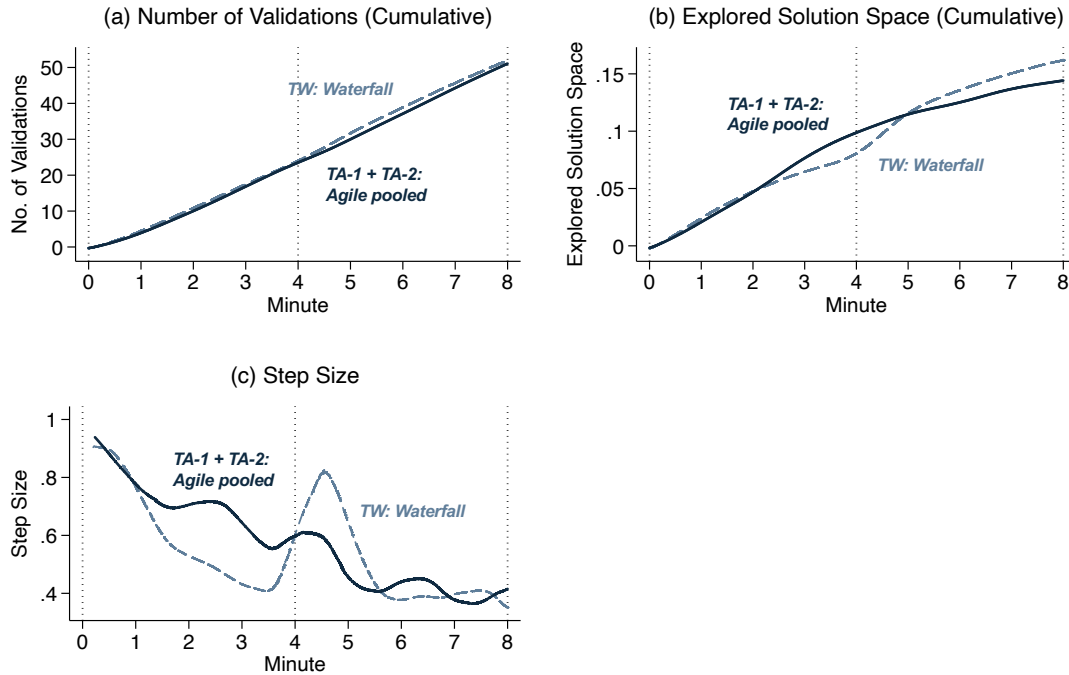 (a) Number of Validations (Cumulative)
No. of Validations
50
40
30
20
10
0
TW: Waterfall
TA-1 + TA-2:
Agile pooled
0 1 2 3 4 5 6 7 8
Minute
(b) Explored Solution Space (Cumulative)
Explored Solution Space
.15
.1
.05
0
TA-1 + TA-2:
Agile pooled
TW: Waterfall
0 1 2 3 4 5 6 7 8
Minute
(c) Step Size
Step Size
1
.8
.6
.4
TA-1 + TA-2:
Agile pooled
TW: Waterfall
0 1 2 3 4 5 6 7 8
Minute